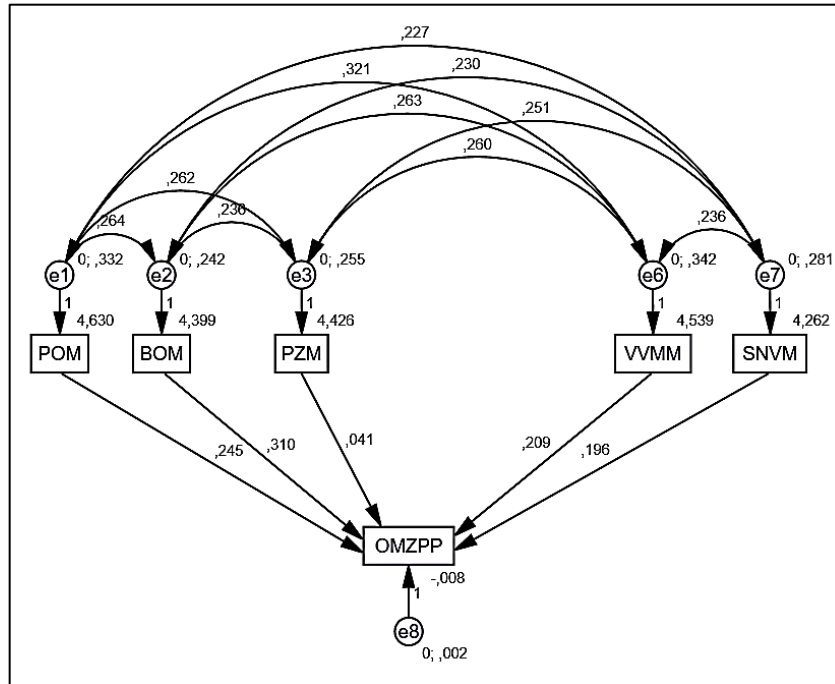 ,227
,321
,230
,263
,251
,260
,262
,264
,230
,236
e1
0; ,332
e2
0; ,242
e3
0; ,255
e6
0; ,342
e7
0; ,281
1
1
1
1
1
4,630
4,399
4,426
4,539
4,262
POM
BOM
PZM
VVMM
SNVM
,245
,310
,041
,209
,196
OMZPP
-,008
1
e8
0; ,002